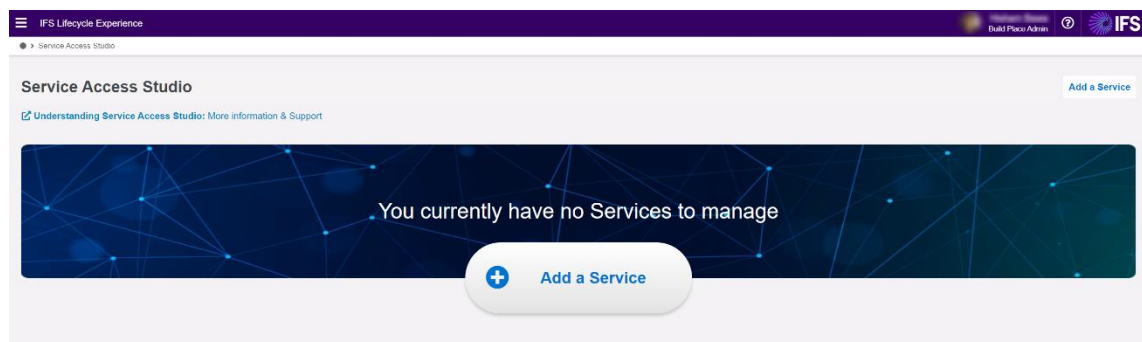 IFS Lifecycle Experience
Build Place Admin
IFS
> Service Access Studio
Service Access Studio
Add a Service
Understanding Service Access Studio: More information & Support
You currently have no Services to manage
Add a Service